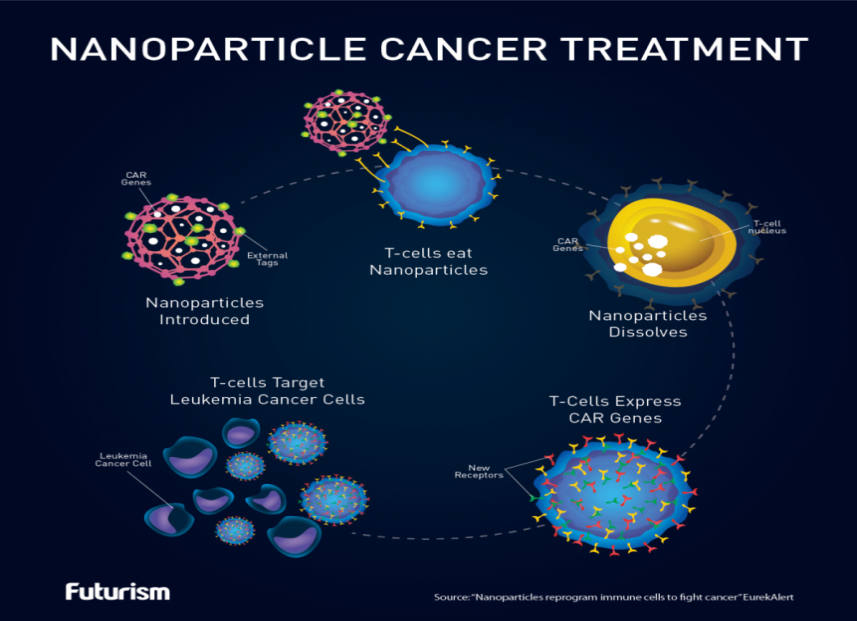 NANOPARTICLE CANCER TREATMENT
CAR
Genes
External
Tags
Nanoparticles
Introduced
T-cells eat
Nanoparticles
CAR
Genes
T-cell
nucleus
Nanoparticles
Dissolves
T-Cells Express
CAR Genes
New
Receptors
T-cells Target
Leukemia Cancer Cells
Leukemia
Cancer Cell
Futurism
Source: "Nanoparticles reprogram immune cells to fight cancer" EurekAlert